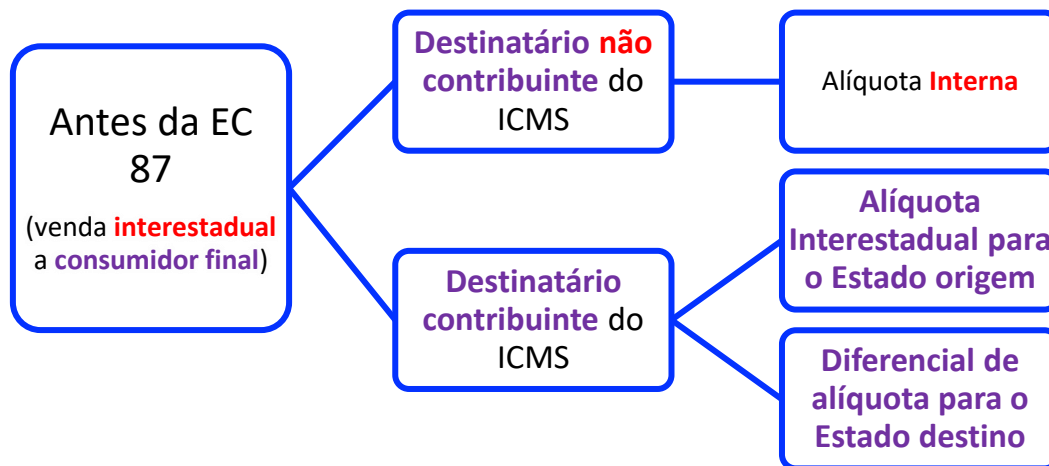 Antes da EC
87
(venda interestadual
a consumidor final)
Destinatário não
contribuinte do
ICMS
Alíquota Interna
Destinatário
contribuinte do
ICMS
Alíquota
Interestadual para
o Estado origem
Diferencial de
alíquota para o
Estado destino